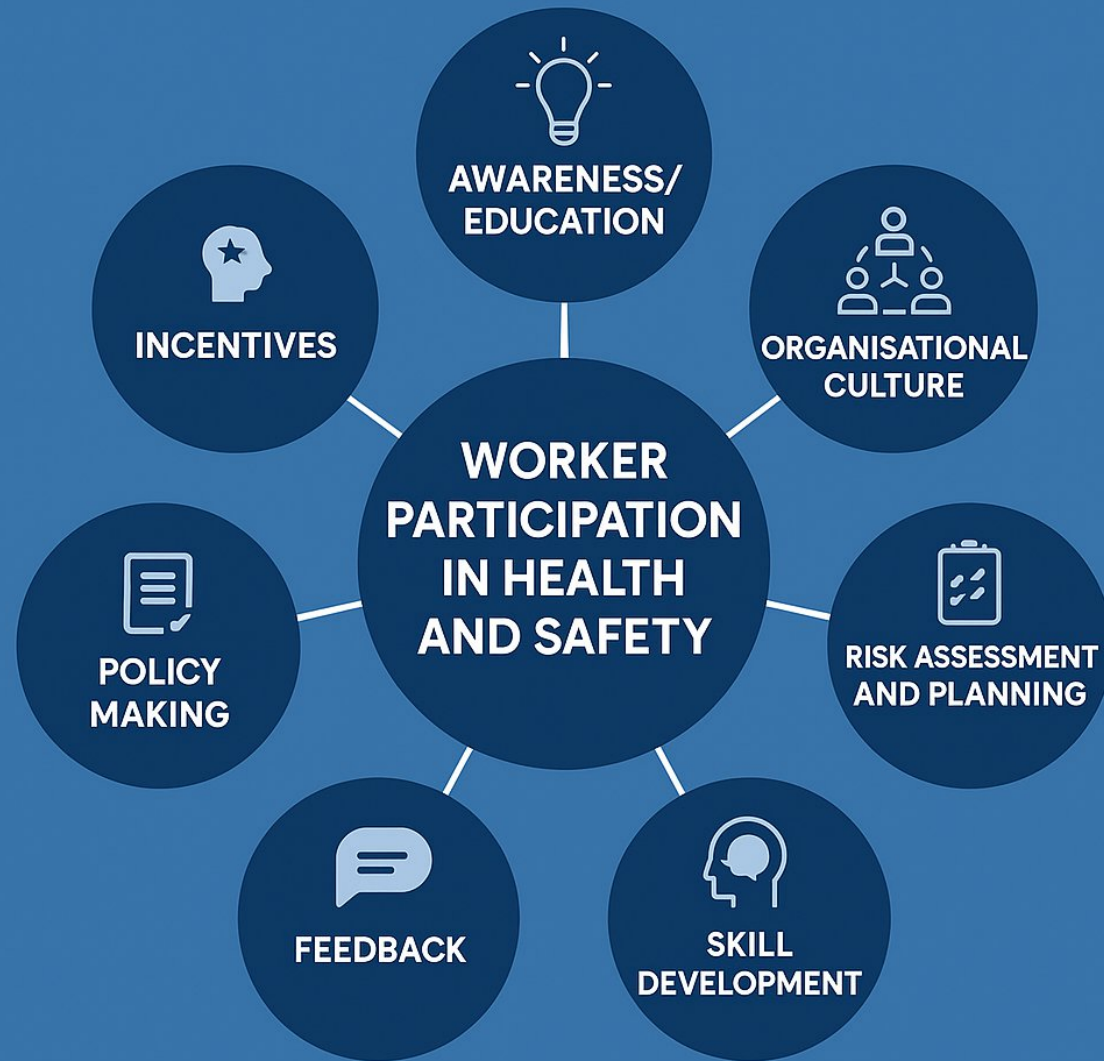 AWARENESS/
EDUCATION
INCENTIVES
ORGANISATIONAL
CULTURE
WORKER
PARTICIPATION
IN HEALTH
AND SAFETY
POLICY
MAKING
RISK ASSESSMENT
AND PLANNING
FEEDBACK
SKILL
DEVELOPMENT